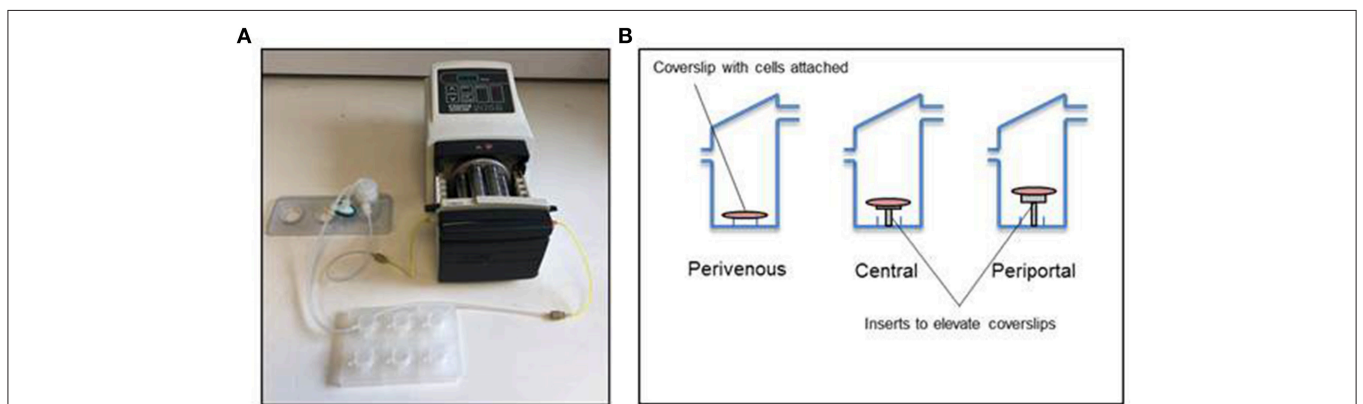 A
B
Coverslip with cells attached
Perivenous
Central
Periportal
Inserts to elevate coverslips